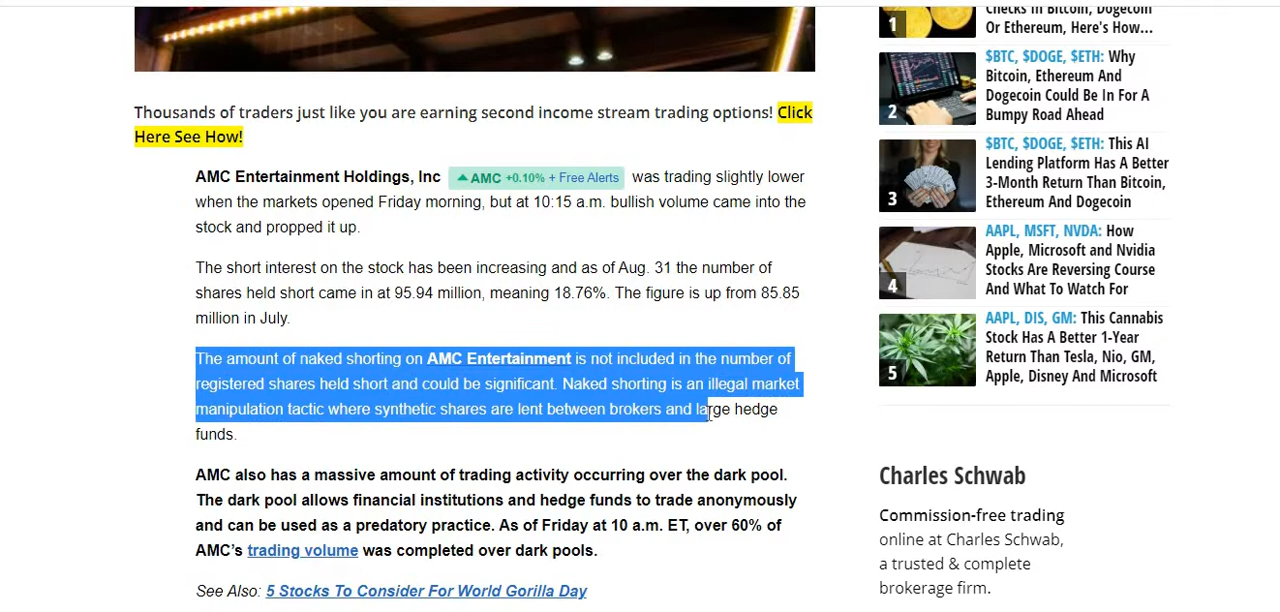 Thousands of traders just like you are earning second income stream trading options! Click
Here See How!
AMC Entertainment Holdings, Inc AMC +0.10% + Free Alerts was trading slightly lower
when the markets opened Friday morning, but at 10:15 a.m. bullish volume came into the
stock and propped it up.
The short interest on the stock has been increasing and as of Aug. 31 the number of
shares held short came in at 95.94 million, meaning 18.76%. The figure is up from 85.85
million in July.
The amount of naked shorting on AMC Entertainment is not included in the number of
registered shares held short and could be significant. Naked shorting is an illegal market
manipulation tactic where synthetic shares are lent between brokers and large hedge
funds.
AMC also has a massive amount of trading activity occurring over the dark pool.
The dark pool allows financial institutions and hedge funds to trade anonymously
and can be used as a predatory practice. As of Friday at 10 a.m. ET, over 60% of
AMC's trading volume was completed over dark pools.
See Also: 5 Stocks To Consider For World Gorilla Day
1
Checks In Bitcoin, Dogecoin
Or Ethereum, Here's How...
2
$BTC, $DOGE, $ETH: Why
Bitcoin, Ethereum And
Dogecoin Could Be In For A
Bumpy Road Ahead
3
$BTC, $DOGE, $ETH: This AI
Lending Platform Has A Better
3-Month Return Than Bitcoin,
Ethereum And Dogecoin
4
AAPL, MSFT, NVDA: How
Apple, Microsoft and Nvidia
Stocks Are Reversing Course
And What To Watch For
5
AAPL, DIS, GM: This Cannabis
Stock Has A Better 1-Year
Return Than Tesla, Nio, GM,
Apple, Disney And Microsoft
Charles Schwab
Commission-free trading
online at Charles Schwab,
a trusted & complete
brokerage firm.